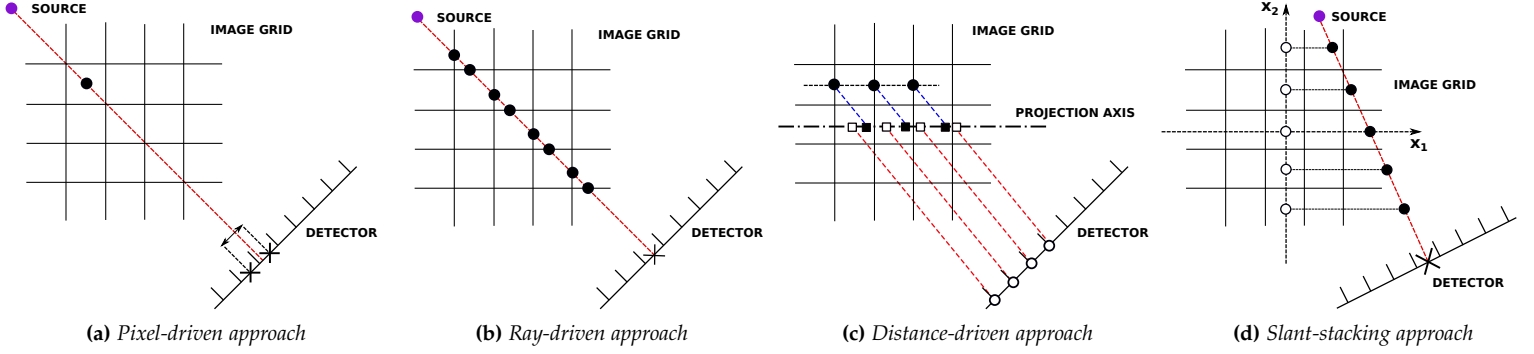 SOURCE
IMAGE GRID
DETECTOR
(a) Pixel-driven approach
SOURCE
IMAGE GRID
DETECTOR
(b) Ray-driven approach
IMAGE GRID
PROJECTION AXIS
DETECTOR
(c) Distance-driven approach
x2
SOURCE
IMAGE GRID
x1
DETECTOR
(d) Slant-stacking approach